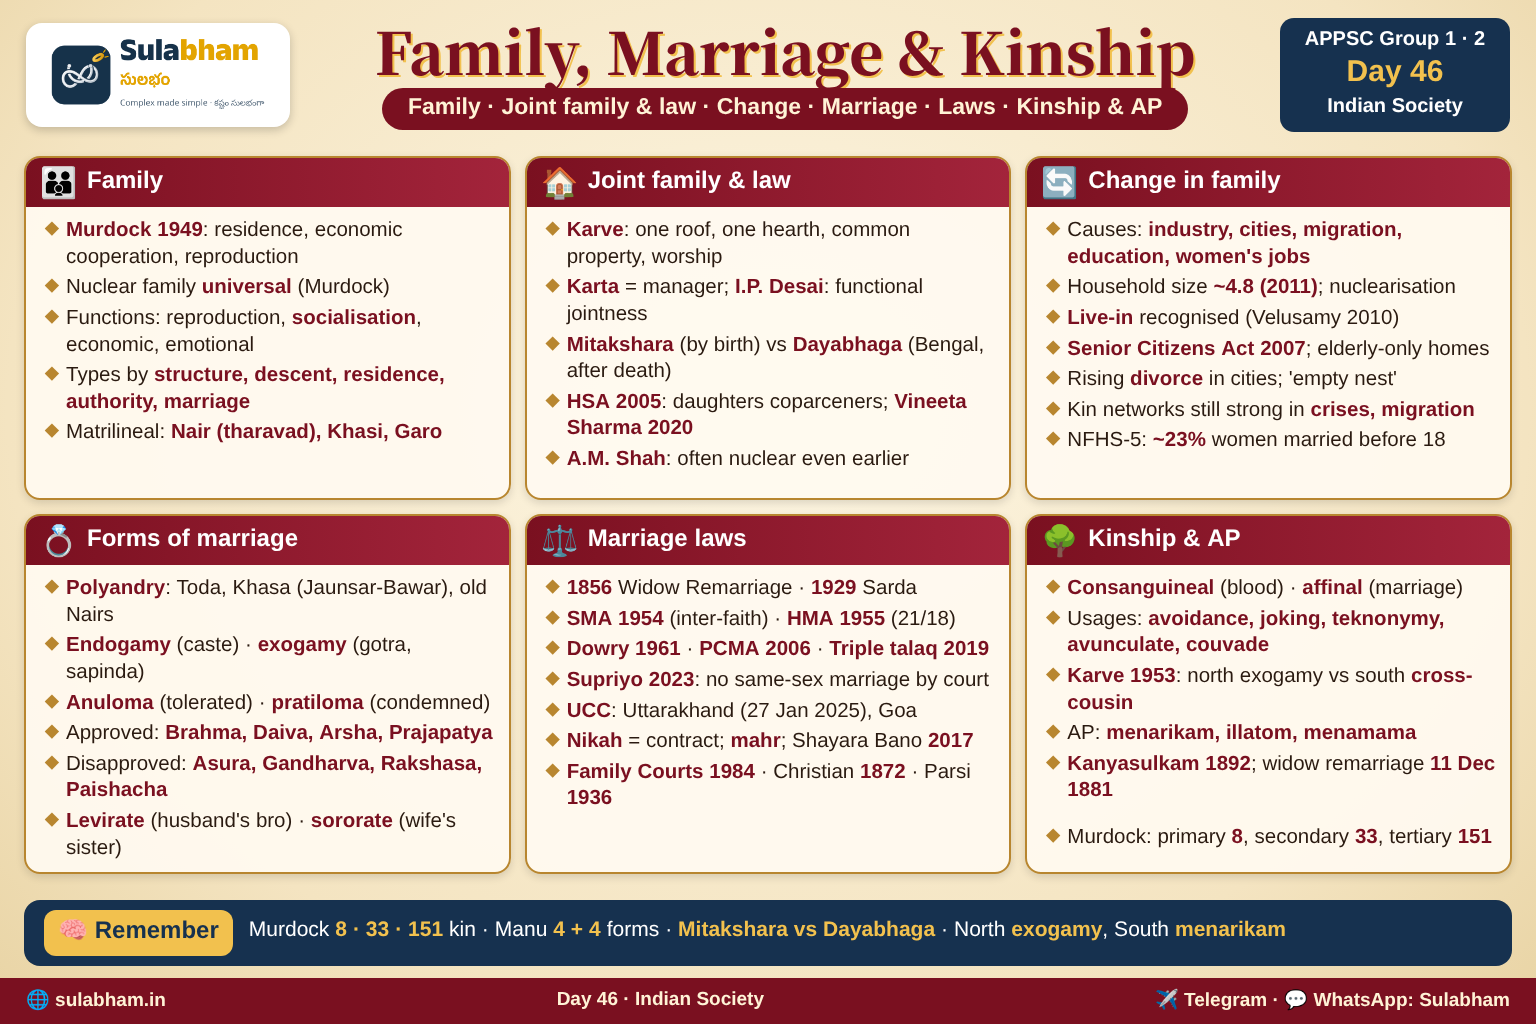 Sulabham
సులభం
Complex made simple · కష్టం సులభంగా
Family, Marriage & Kinship
Family · Joint family & law · Change · Marriage · Laws · Kinship & AP
APPSC Group 1 · 2
Day 46
Indian Society
Family
Murdock 1949: residence, economic
cooperation, reproduction
Nuclear family universal (Murdock)
Functions: reproduction, socialisation,
economic, emotional
Types by structure, descent, residence,
authority, marriage
Matrilineal: Nair (tharavad), Khasi, Garo
Joint family & law
Karve: one roof, one hearth, common
property, worship
Karta = manager; I.P. Desai: functional
jointness
Mitakshara (by birth) vs Dayabhaga (Bengal,
after death)
HSA 2005: daughters coparceners; Vineeta
Sharma 2020
A.M. Shah: often nuclear even earlier
Change in family
Causes: industry, cities, migration,
education, women's jobs
Household size ~4.8 (2011); nuclearisation
Live-in recognised (Velusamy 2010)
Senior Citizens Act 2007; elderly-only homes
Rising divorce in cities; 'empty nest'
Kin networks still strong in crises, migration
NFHS-5: ~23% women married before 18
Forms of marriage
Polyandry: Toda, Khasa (Jaunsar-Bawar), old
Nairs
Endogamy (caste) · exogamy (gotra,
sapinda)
Anuloma (tolerated) · pratiloma (condemned)
Approved: Brahma, Daiva, Arsha, Prajapatya
Disapproved: Asura, Gandharva, Rakshasa,
Paishacha
Levirate (husband's bro) · sororate (wife's
sister)
Marriage laws
1856 Widow Remarriage · 1929 Sarda
SMA 1954 (inter-faith) · HMA 1955 (21/18)
Dowry 1961 · PCMA 2006 · Triple talaq 2019
Supriyo 2023: no same-sex marriage by court
UCC: Uttarakhand (27 Jan 2025), Goa
Nikah = contract; mahr; Shayara Bano 2017
Family Courts 1984 · Christian 1872 · Parsi
1936
Kinship & AP
Consanguineal (blood) · affinal (marriage)
Usages: avoidance, joking, teknonymy,
avunculate, couvade
Karve 1953: north exogamy vs south cross-
cousin
AP: menarikam, illatom, menamama
Kanyasulkam 1892; widow remarriage 11 Dec
1881
Murdock: primary 8, secondary 33, tertiary 151
Remember
Murdock 8 · 33 · 151 kin · Manu 4 + 4 forms · Mitakshara vs Dayabhaga · North exogamy, South menarikam
sulabham.in
Day 46 · Indian Society
Telegram · WhatsApp: Sulabham